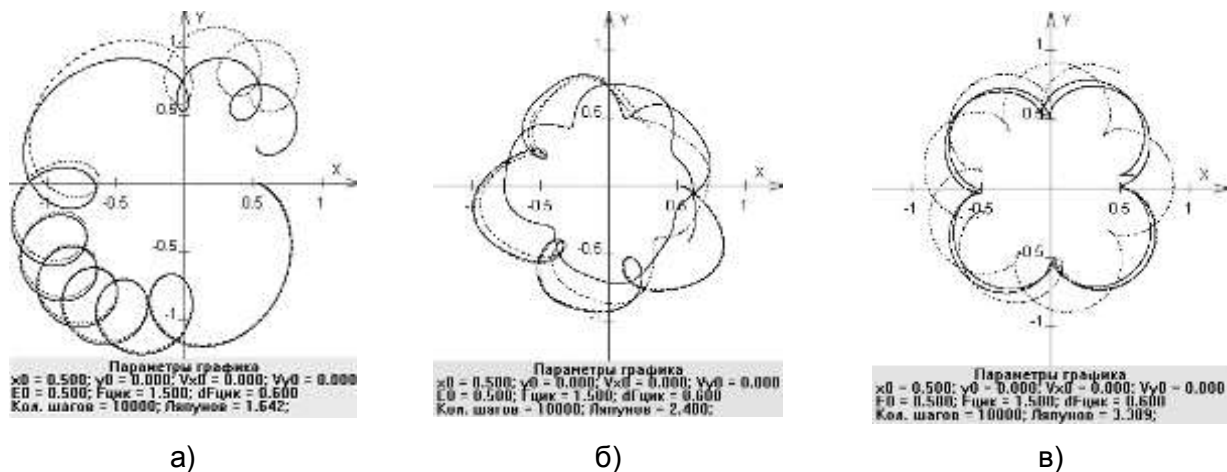 Y
1
0.5
X
-0.5
0.5
1
-0.5
-1
Параметры графика
x0 = 0.500; y0 = 0.000; Vx0 = 0.000; Vy0 = 0.000
E0 = 0.500; Fцик = 1.500; dFцик = 0.600
Кол. шагов = 10000; Ляпунов = 1.642;
а)
Y
1
0.5
X
-1
-0.5
0.5
1
-0.5
Параметры графика
x0 = 0.500; y0 = 0.000; Vx0 = 0.000; Vy0 = 0.000
E0 = 0.500; Fцик = 1.500; dFцик = 0.600
Кол. шагов = 10000; Ляпунов = 2.400;
б)
Y
1
0.5
X
-1
-0.5
0.5
1
-0.5
-1
Параметры графика
x0 = 0.500; y0 = 0.000; Vx0 = 0.000; Vy0 = 0.000
E0 = 0.500; Fцик = 1.500; dFцик = 0.600
Кол. шагов = 10000; Ляпунов = 3.309;
в)